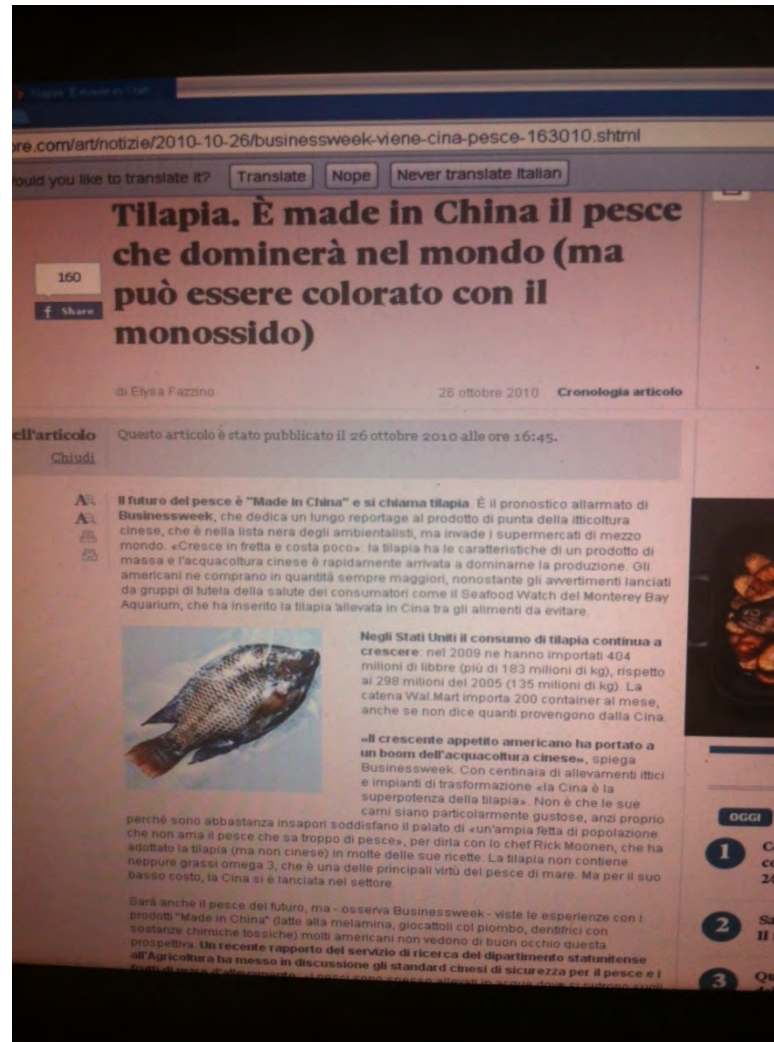 Tilapia. È made in Chin...
ore.com/art/notizie/2010-10-26/businessweek-viene-cina-pesce-163010.shtml
ould you like to translate it? Translate Nope Never translate Italian
Tilapia. È made in China il pesce
che dominerà nel mondo (ma
può essere colorato con il
monossido)
160
f Share
di Elysa Fazzino 26 ottobre 2010 Cronologia articolo
ell'articolo
Chiudi
Questo articolo è stato pubblicato il 26 ottobre 2010 alle ore 16:45.
A
A
Il futuro del pesce è "Made in China" e si chiama tilapia. È il pronostico allarmato di
Businessweek, che dedica un lungo reportage al prodotto di punta della itticoltura
cinese, che è nella lista nera degli ambientalisti, ma invade i supermercati di mezzo
mondo. «Cresce in fretta e costa poco»: la tilapia ha le caratteristiche di un prodotto di
massa e l'acquacoltura cinese è rapidamente arrivata a dominarne la produzione. Gli
americani ne comprano in quantità sempre maggiori, nonostante gli avvertimenti lanciati
da gruppi di tutela della salute dei consumatori come il Seafood Watch del Monterey Bay
Aquarium, che ha inserito la tilapia allevata in Cina tra gli alimenti da evitare.
Negli Stati Uniti il consumo di tilapia continua a
crescere: nel 2009 ne hanno importati 404
milioni di libbre (più di 183 milioni di kg), rispetto
ai 298 milioni del 2005 (135 milioni di kg). La
catena Wal.Mart importa 200 container al mese,
anche se non dice quanti provengono dalla Cina.
«Il crescente appetito americano ha portato a
un boom dell'acquacoltura cinese», spiega
Businessweek. Con centinaia di allevamenti ittici
e impianti di trasformazione «la Cina è la
superpotenza della tilapia». Non è che le sue
carni siano particolarmente gustose, anzi proprio
perché sono abbastanza insapori soddisfano il palato di «un'ampia fetta di popolazione
che non ama il pesce che sa troppo di pesce», per dirla con lo chef Rick Moonen, che ha
adottato la tilapia (ma non cinese) in molte delle sue ricette. La tilapia non contiene
neppure grassi omega 3, che è una delle principali virtù del pesce di mare. Ma per il suo
basso costo, la Cina si è lanciata nel settore.
Sarà anche il pesce del futuro, ma - osserva Businessweek - viste le esperienze con i
prodotti "Made in China" (latte alla melamina, giocattoli col piombo, dentifrici con
sostanze chimiche tossiche) molti americani non vedono di buon occhio questa
prospettiva. Un recente rapporto del servizio di ricerca del dipartimento statunitense
all'Agricoltura ha messo in discussione gli standard cinesi di sicurezza per il pesce e i
frutti di mare d'allevamento. «I pesci sono spesso allevati in acque dove si nutrono
OGGI
1
2
3